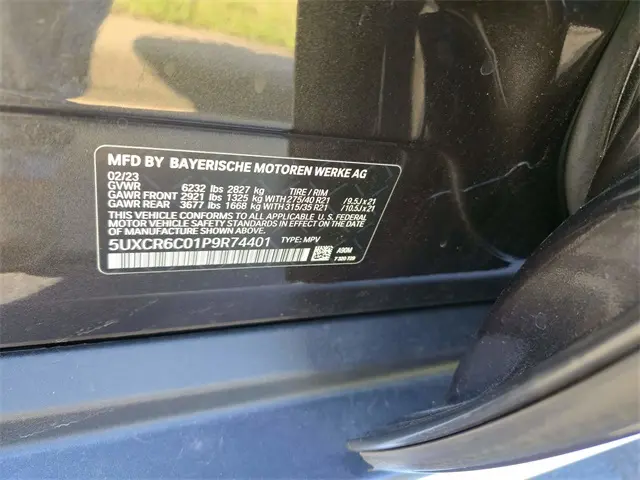 MFD BY BAYERISCHE MOTOREN WERKE AG
02/23
GVWR 6232 lbs 2827 kg TIRE / RIM
GAWR FRONT 2921 lbs 1325 kg WITH 275/40 R21 /9.5J x 21
GAWR REAR 3677 lbs 1668 kg WITH 315/35 R21 /10.5J x 21
THIS VEHICLE CONFORMS TO ALL APPLICABLE U.S. FEDERAL
MOTOR VEHICLE SAFETY STANDARDS IN EFFECT ON THE
DATE OF MANUFACTURE SHOWN ABOVE.
5UXCR6C01P9R74401 TYPE: MPV
A90M